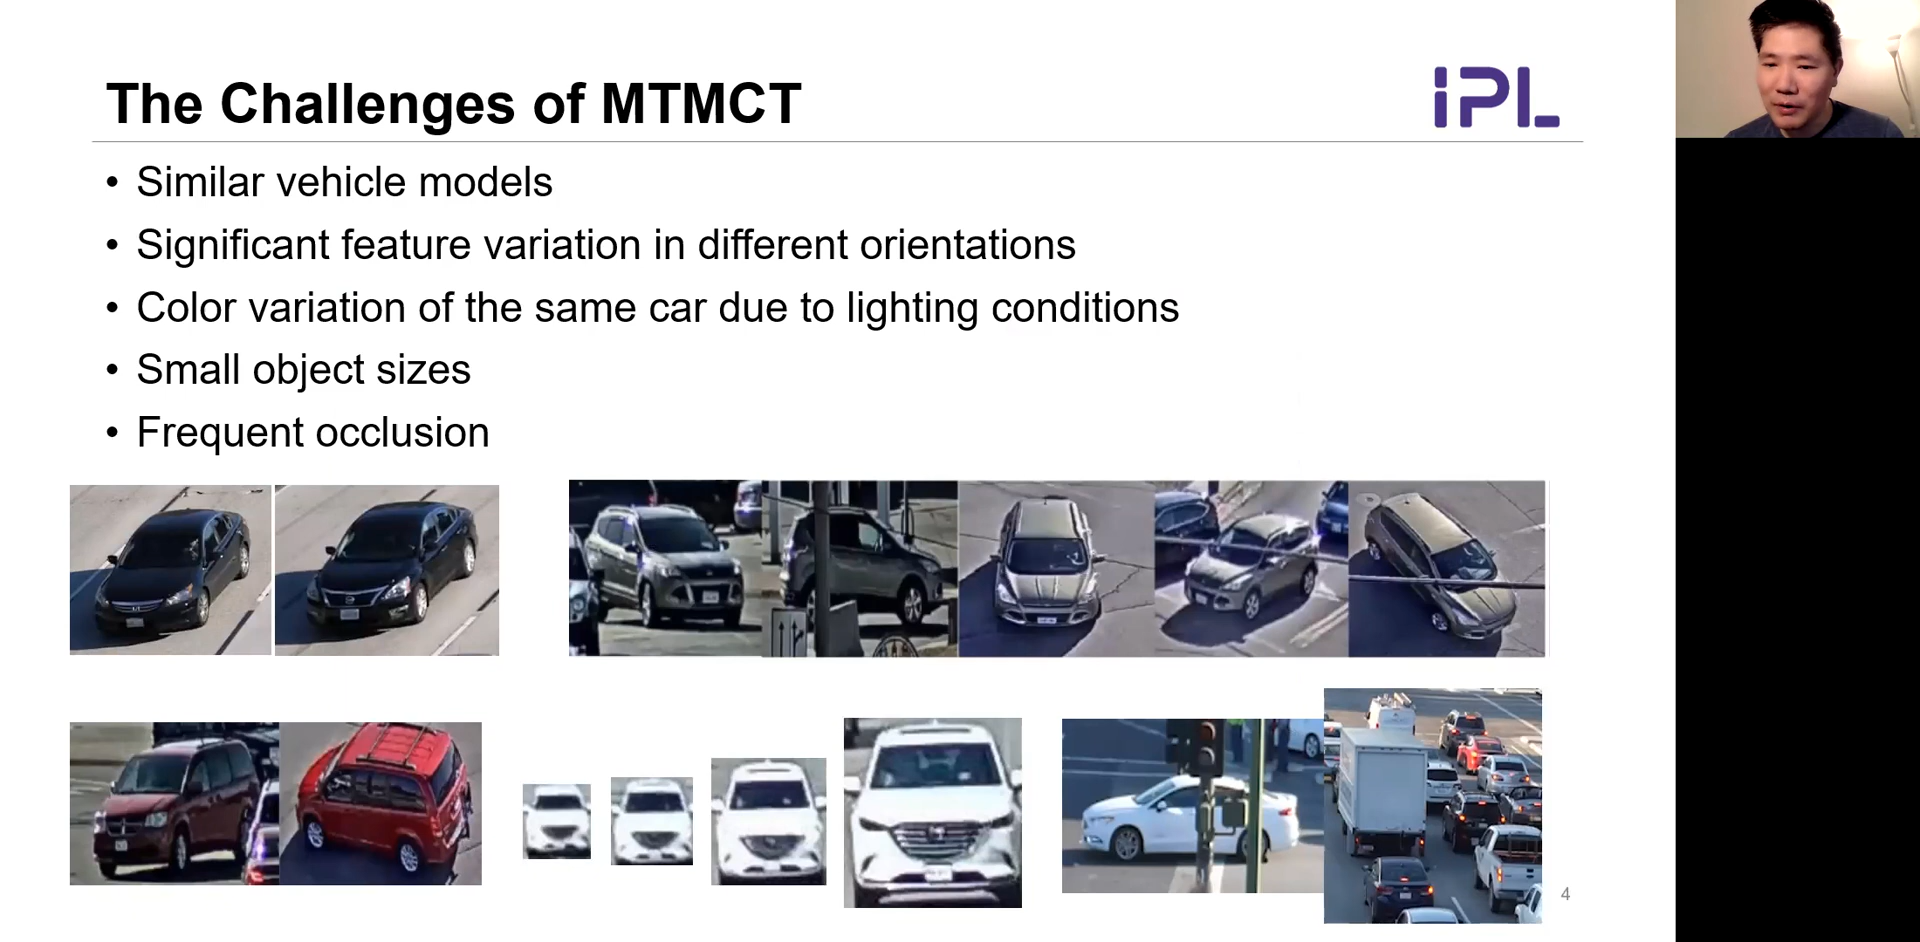 The Challenges of MTMCT
iPL
• Similar vehicle models
• Significant feature variation in different orientations
• Color variation of the same car due to lighting conditions
• Small object sizes
• Frequent occlusion
4